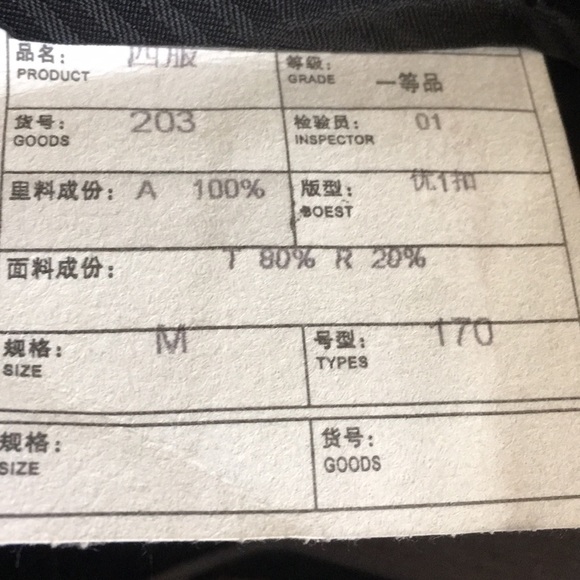 品名: 西服
PRODUCT
等级:
GRADE 一等品
货号: 203
GOODS
检验员: 01
INSPECTOR
里料成份: A 100%
版型: 优1扣
BOEST
面料成份: T 80% R 20%
规格: M
SIZE
号型: 170
TYPES
规格:
SIZE
货号:
GOODS